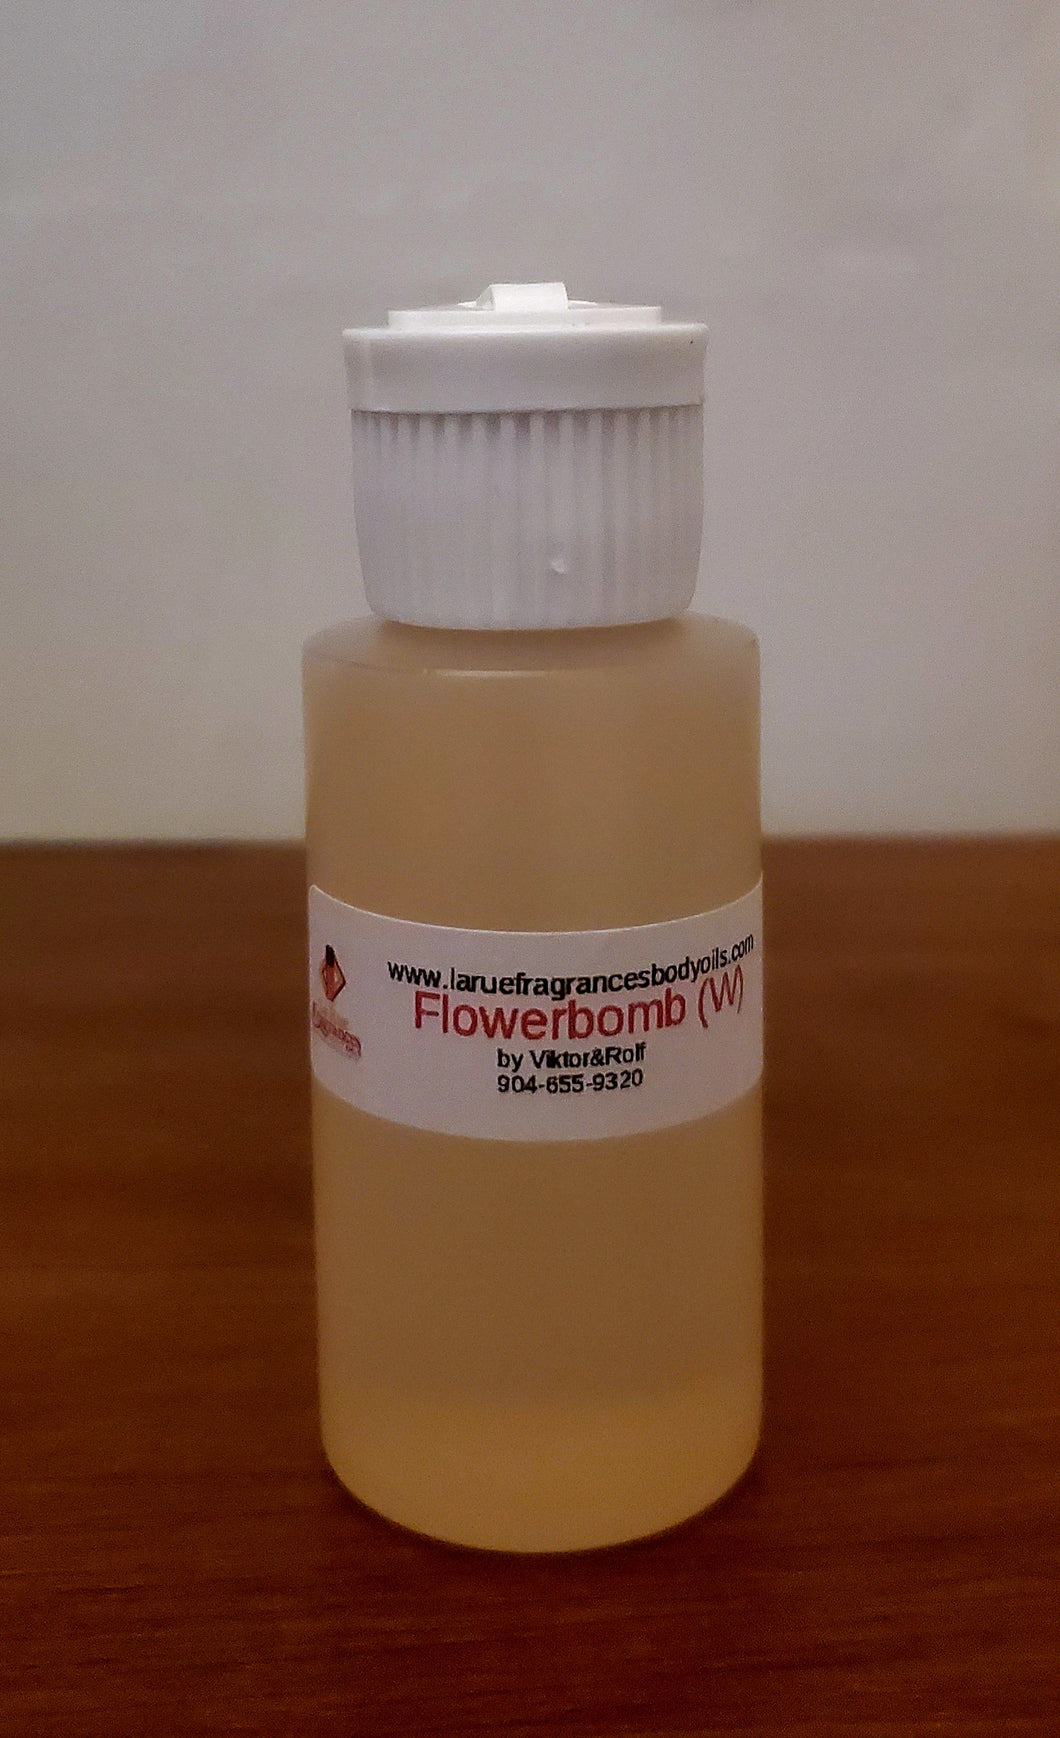 www.laruefragrancesbodyoils.com
Flowerbomb (W)
by Viktor&Rolf
904-655-9320